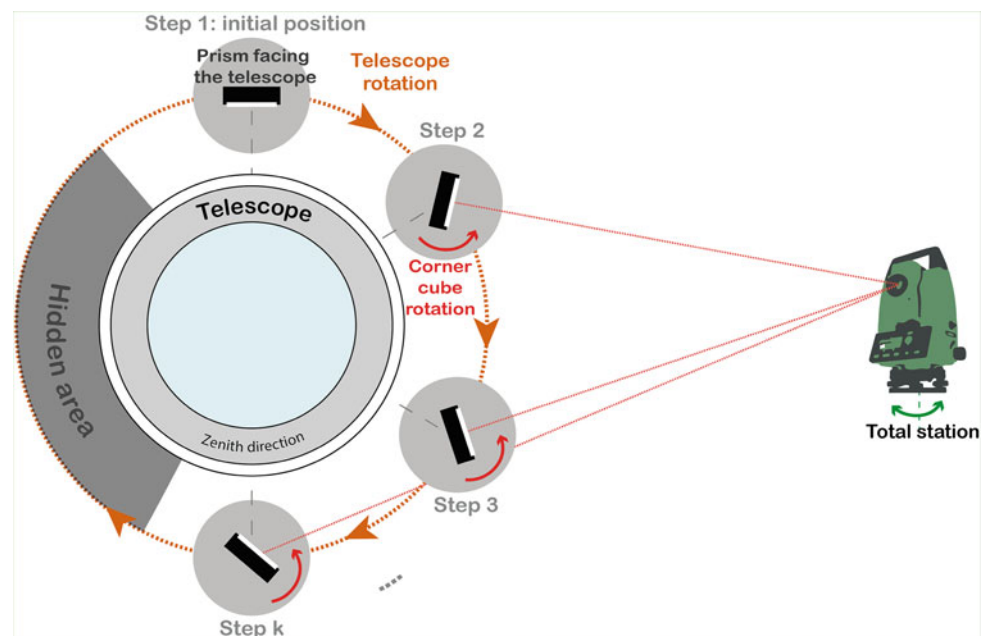 Step 1: initial position
Prism facing
the telescope
Telescope
rotation
Step 2
Telescope
Corner
cube
rotation
Hidden area
Zenith direction
Total station
Step 3
Step k